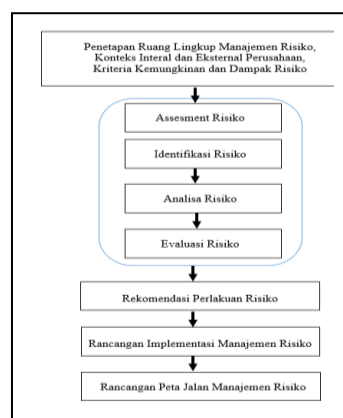 Penetapan Ruang Lingkup Manajemen Risiko,
Konteks Interal dan Eksternal Perusahaan,
Kriteria Kemungkinan dan Dampak Risiko
Assesment Risiko
Identifikasi Risiko
Analisa Risiko
Evaluasi Risiko
Rekomendasi Perlakuan Risiko
Rancangan Implementasi Manajemen Risiko
Rancangan Peta Jalan Manajemen Risiko